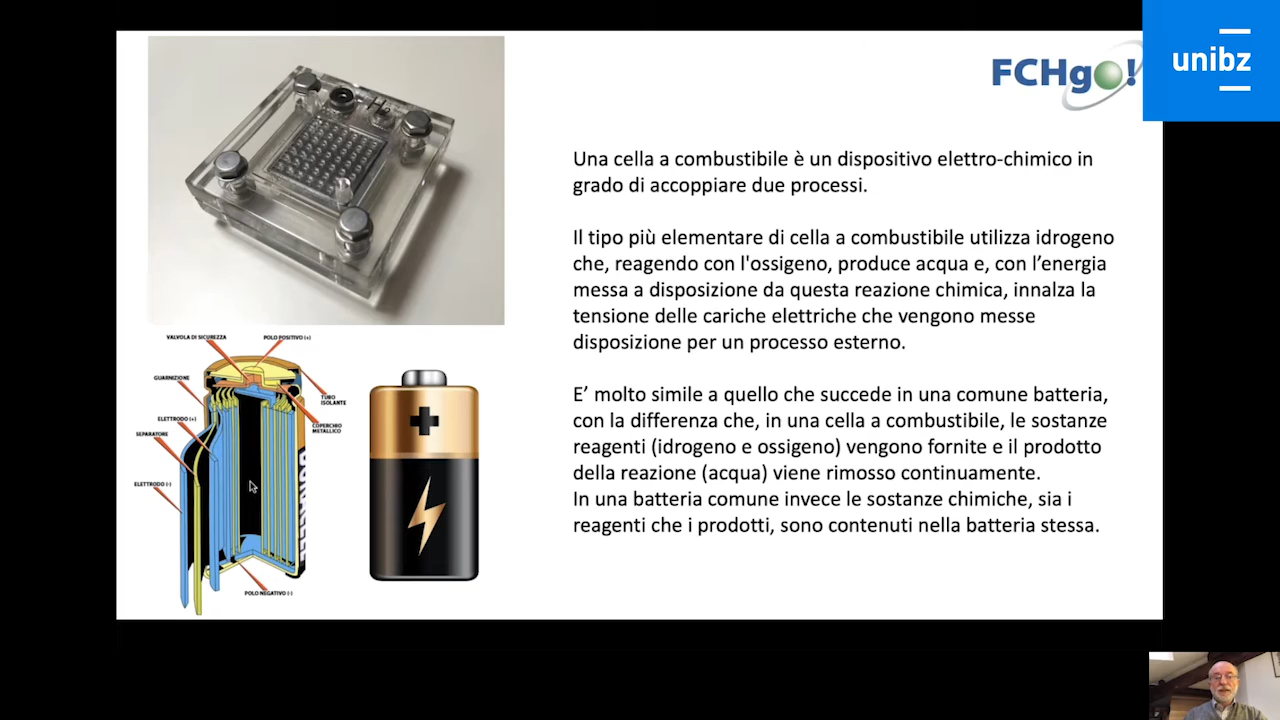 FCHgo!
unibz
H2
Una cella a combustibile è un dispositivo elettro-chimico in
grado di accoppiare due processi.
Il tipo più elementare di cella a combustibile utilizza idrogeno
che, reagendo con l'ossigeno, produce acqua e, con l’energia
messa a disposizione da questa reazione chimica, innalza la
tensione delle cariche elettriche che vengono messe
disposizione per un processo esterno.
E’ molto simile a quello che succede in una comune batteria,
con la differenza che, in una cella a combustibile, le sostanze
reagenti (idrogeno e ossigeno) vengono fornite e il prodotto
della reazione (acqua) viene rimosso continuamente.
In una batteria comune invece le sostanze chimiche, sia i
reagenti che i prodotti, sono contenuti nella batteria stessa.
VALVOLA DI SICUREZZA
POLO POSITIVO (+)
GUARNIZIONE
TUBO
ISOLANTE
ELETTRODO (+)
COPERCHIO
METALLICO
SEPARATORE
ELETTRODO (-)
POLO NEGATIVO (-)